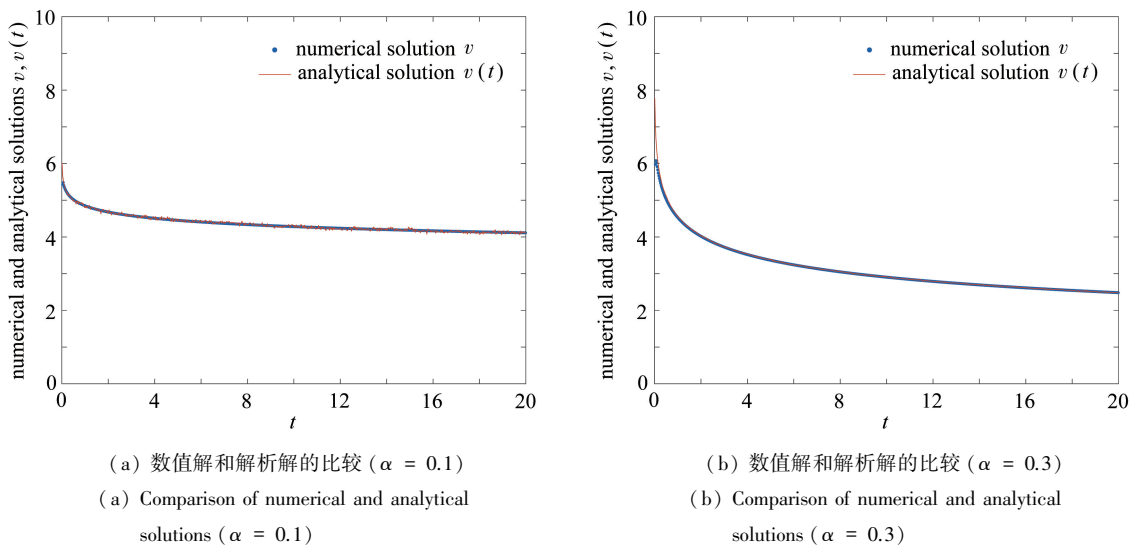 numerical and analytical solutions v, v(t)
10
8
6
4
2
0
numerical solution v
analytical solution v(t)
0 4 8 12 16 20
t
(a) 数值解和解析解的比较(α = 0.1)
(a) Comparison of numerical and analytical
solutions (α = 0.1)
numerical and analytical solutions v, v(t)
10
8
6
4
2
0
numerical solution v
analytical solution v(t)
0 4 8 12 16 20
t
(b) 数值解和解析解的比较(α = 0.3)
(b) Comparison of numerical and analytical
solutions (α = 0.3)